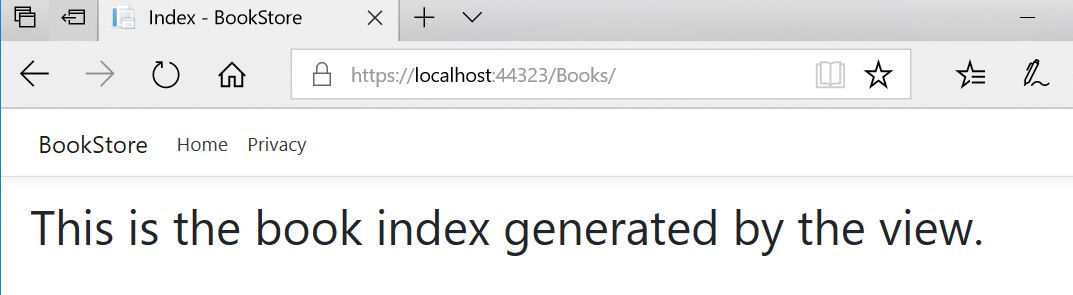 Index - BookStore
https://localhost:44323/Books/
BookStore Home Privacy
This is the book index generated by the view.